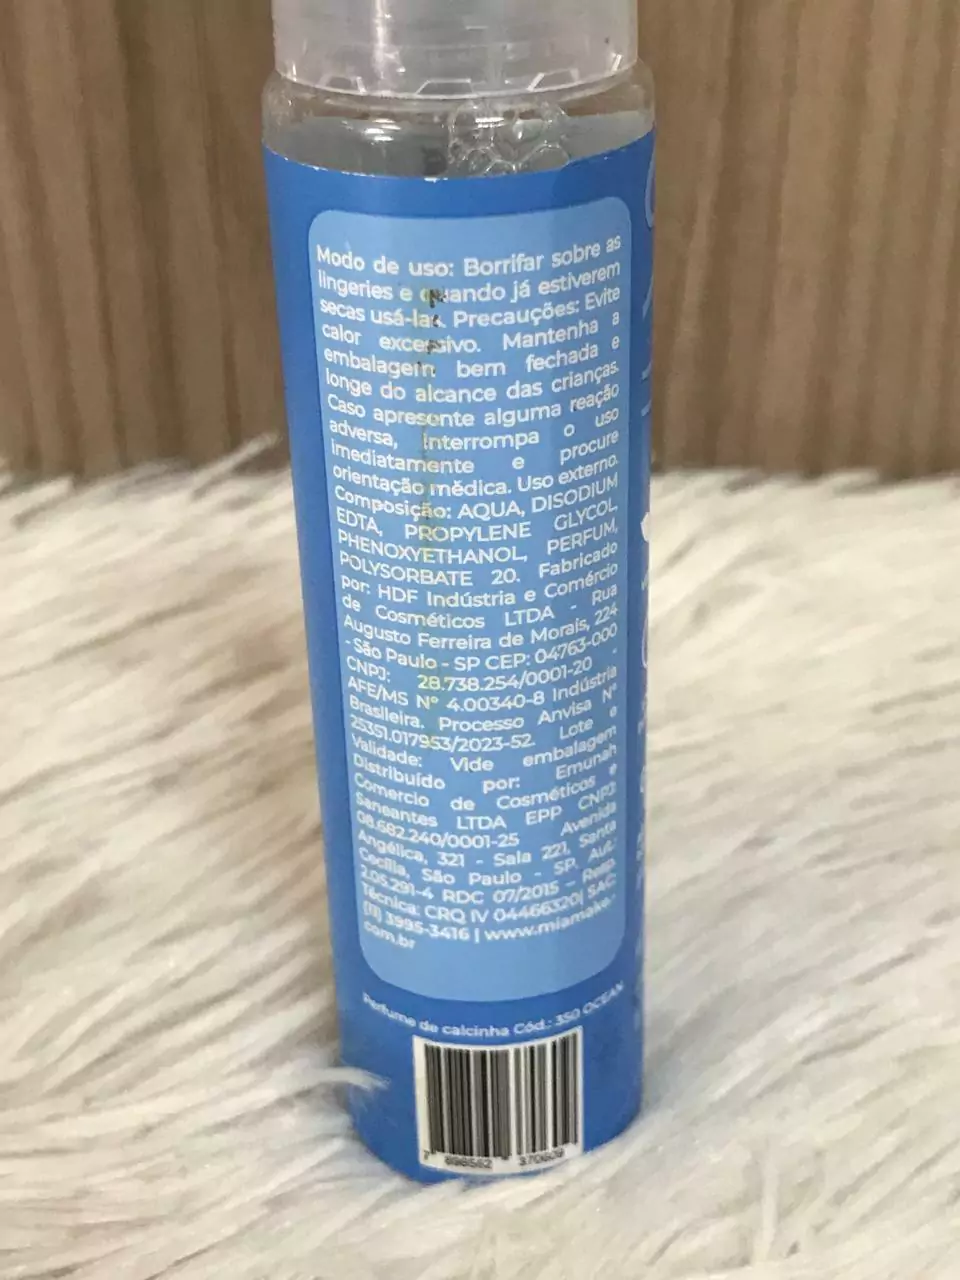 Modo de uso: Borrifar sobre as
lingeries e quando já estiverem
secas usá-las. Precauções: Evite
calor excessivo. Mantenha a
embalagem bem fechada e
longe do alcance das crianças.
Caso apresente alguma reação
adversa, interrompa o uso
imediatamente e procure
orientação médica. Uso externo.
Composição: AQUA, DISODIUM
EDTA, PROPYLENE GLYCOL,
PHENOXYETHANOL, PERFUM,
POLYSORBATE 20. Fabricado
por: HDF Indústria e Comércio
de Cosméticos LTDA - Rua
Augusto Ferreira de Morais, 224
- São Paulo - SP CEP: 04763-000
CNPJ: 28.738.254/0001-20 -
AFE/MS N° 4.00340-8 Indústria
Brasileira. Processo Anvisa N°
25351.017953/2023-52. Lote e
Validade: Vide embalagem
Distribuído por: Emunah
Comercio de Cosméticos e
Saneantes LTDA EPP CNPJ:
08.682.240/0001-25 Avenida
Angélica, 321 - Sala 221, Santa
Cecília, São Paulo - SP. Aut.:
2.05.291-4 RDC 07/2015 – Resp.
Técnica: CRQ IV 04466320| SAC:
(11) 3995-3416 | www.miamake.
com.br
Perfume de calcinha Cód.: 350 OCEAN
7 898562 370609